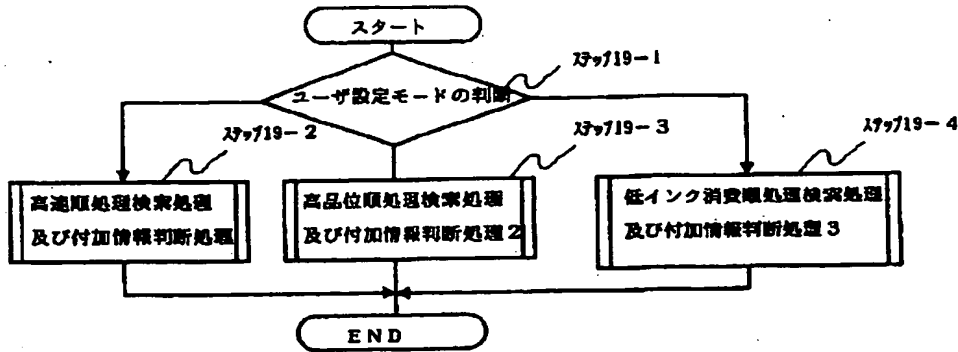 スタート
ステップ19-1
ユーザ設定モードの判断
ステップ19-2
ステップ19-3
ステップ19-4
高速順処理検索処理
及び付加情報判断処理
高品位順処理検索処理
及び付加情報判断処理2
低インク消費順処理検索処理
及び付加情報判断処理3
END